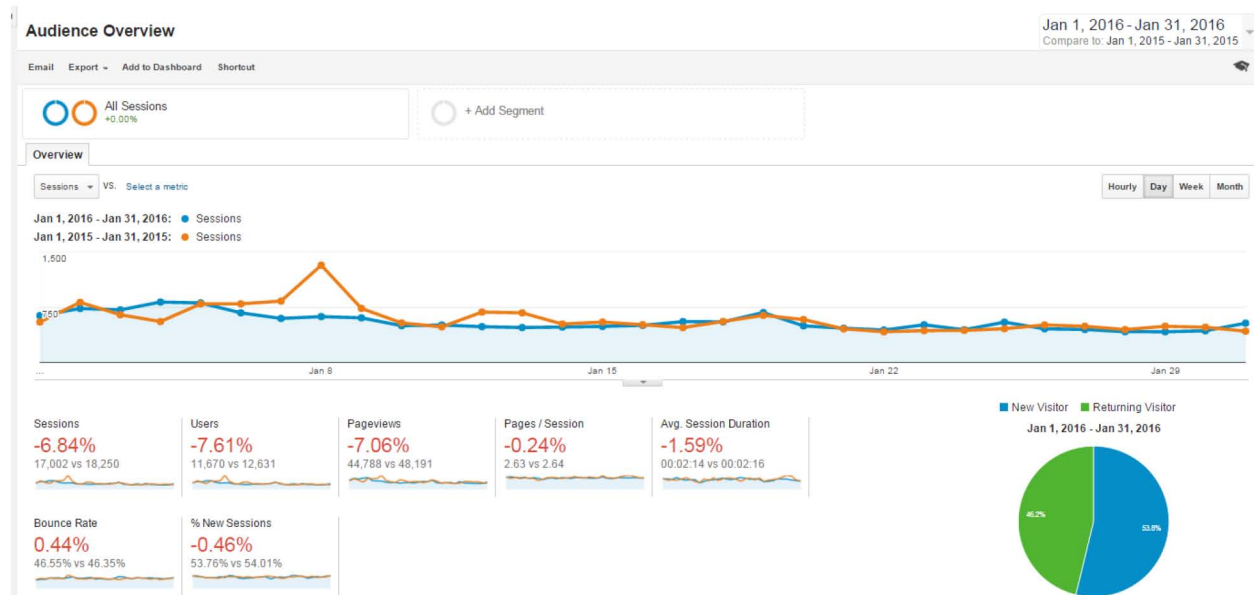 Audience Overview
Jan 1, 2016 - Jan 31, 2016
Compare to: Jan 1, 2015 - Jan 31, 2015
Email Export Add to Dashboard Shortcut
All Sessions
+0.00%
+ Add Segment
Overview
Sessions VS. Select a metric
Hourly Day Week Month
Jan 1, 2016 - Jan 31, 2016: Sessions
Jan 1, 2015 - Jan 31, 2015: Sessions
1,500
750
... Jan 8 Jan 15 Jan 22 Jan 29
Sessions
-6.84%
17,002 vs 18,250
Users
-7.61%
11,670 vs 12,631
Pageviews
-7.06%
44,788 vs 48,191
Pages / Session
-0.24%
2.63 vs 2.64
Avg. Session Duration
-1.59%
00:02:14 vs 00:02:16
Bounce Rate
0.44%
46.55% vs 46.35%
% New Sessions
-0.46%
53.76% vs 54.01%
New Visitor Returning Visitor
Jan 1, 2016 - Jan 31, 2016
46.2%
53.8%